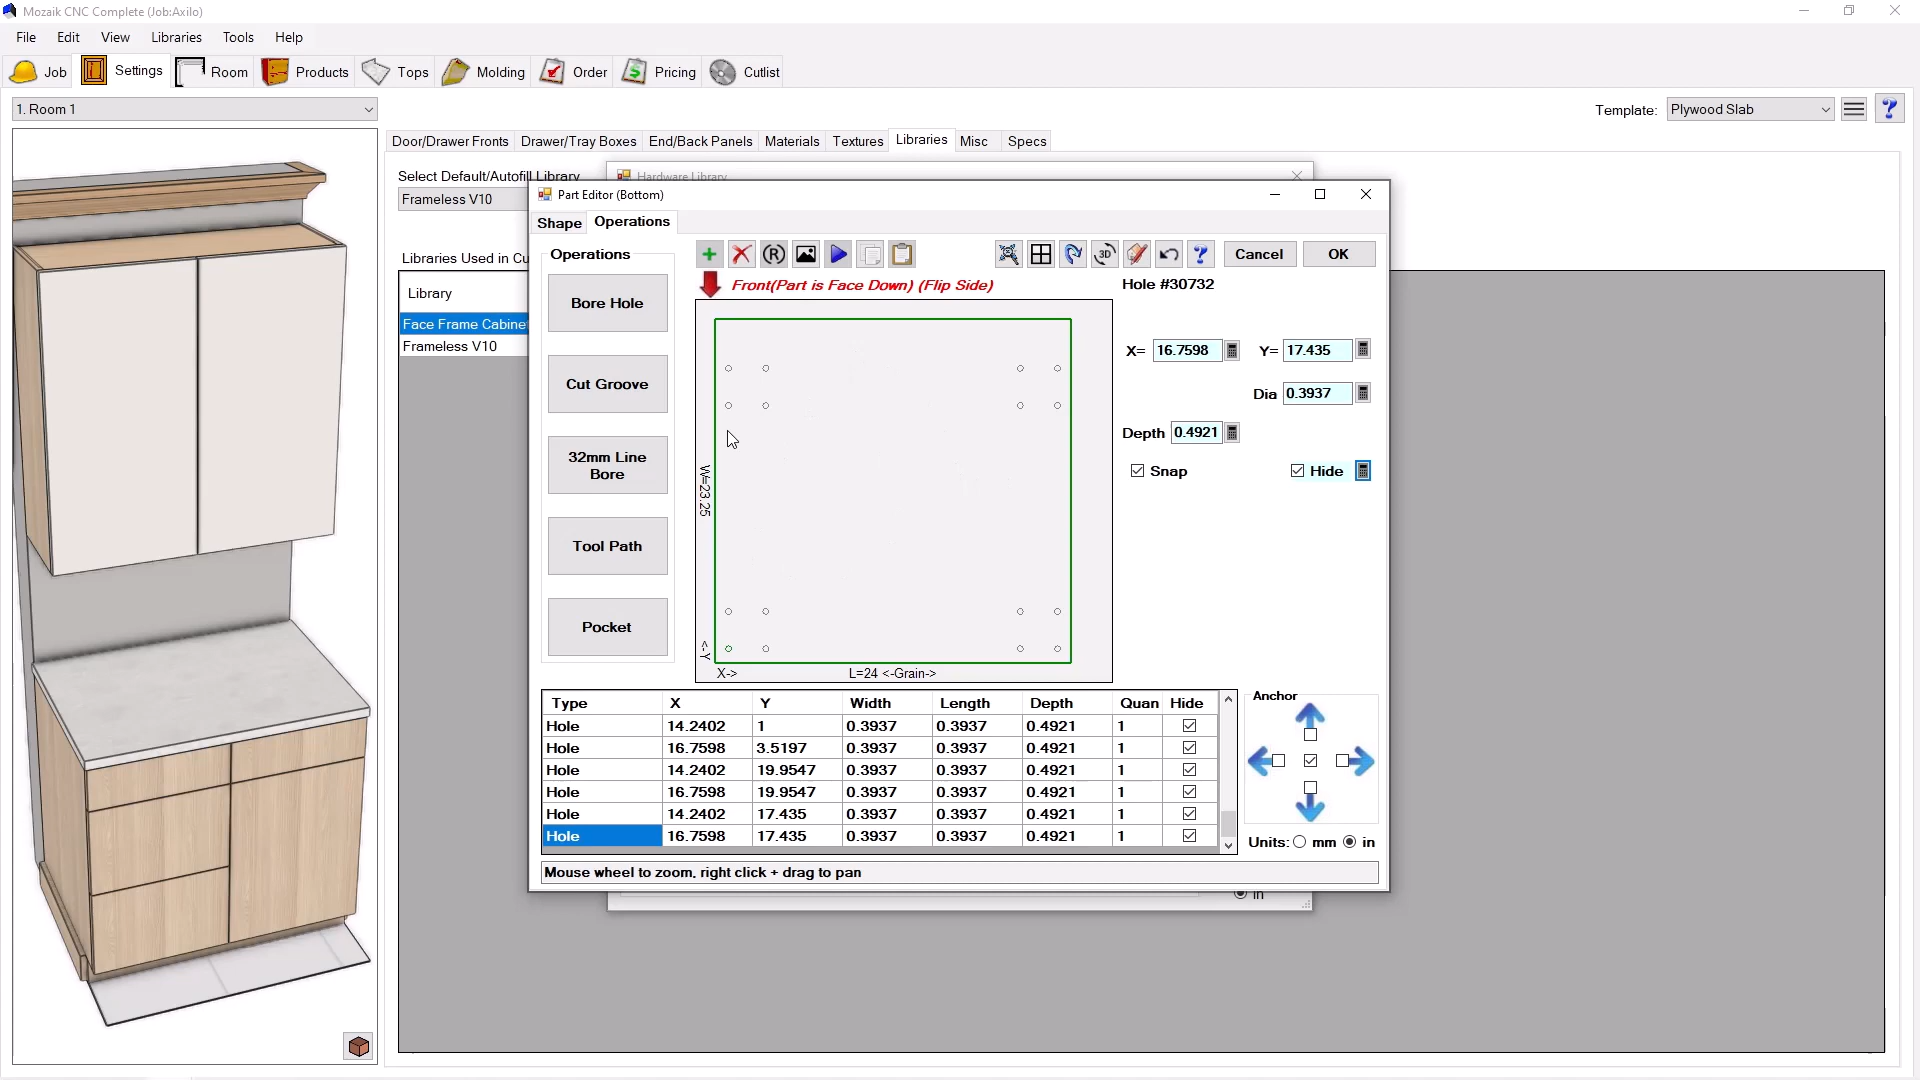 Mozaik CNC Complete (Job:Axilo)
File Edit View Libraries Tools Help
Job Settings Room Products Tops Molding Order Pricing Cutlist
1. Room 1
Template: Plywood Slab
Door/Drawer Fronts Drawer/Tray Boxes End/Back Panels Materials Textures Libraries Misc Specs
Select Default/Autofill Library
Hardware Library
Frameless V10
Libraries Used in Cu
Library
Face Frame Cabine
Frameless V10
Part Editor (Bottom)
Shape Operations
Operations
Bore Hole
Cut Groove
32mm Line
Bore
Tool Path
Pocket
(R)
3D
Cancel OK
Front(Part is Face Down) (Flip Side)
W=23.25
<-Y
X->
L=24 <-Grain->
Hole #30732
X= 16.7598 Y= 17.435
Dia 0.3937
Depth 0.4921
Snap Hide
Type X Y Width Length Depth Quan Hide
Hole 14.2402 1 0.3937 0.3937 0.4921 1
Hole 16.7598 3.5197 0.3937 0.3937 0.4921 1
Hole 14.2402 19.9547 0.3937 0.3937 0.4921 1
Hole 16.7598 19.9547 0.3937 0.3937 0.4921 1
Hole 14.2402 17.435 0.3937 0.3937 0.4921 1
Hole 16.7598 17.435 0.3937 0.3937 0.4921 1
Anchor
Units: mm in
Mouse wheel to zoom, right click + drag to pan
in